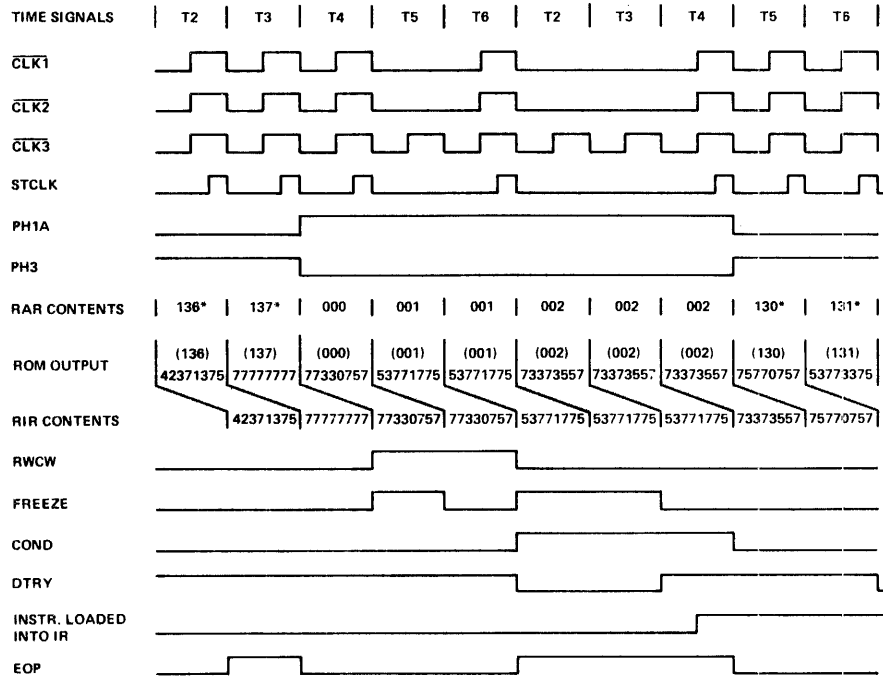 TIME SIGNALS | T2 | T3 | T4 | T5 | T6 | T2 | T3 | T4 | T5 | T6 |
CLK1
CLK2
CLK3
STCLK
PH1A
PH3
RAR CONTENTS | 136* | 137* | 000 | 001 | 001 | 002 | 002 | 002 | 130* | 131* |
(136) (137) (000) (001) (001) (002) (002) (002) (130) (131)
ROM OUTPUT 42371375 77777777 77330757 53771775 53771775 73373557 73373557 73373557 75770757 53773375
RIR CONTENTS 42371375 77777777 77330757 77330757 53771775 53771775 53771775 73373557 75770757
RWCW
FREEZE
COND
DTRY
INSTR. LOADED
INTO IR
EOP